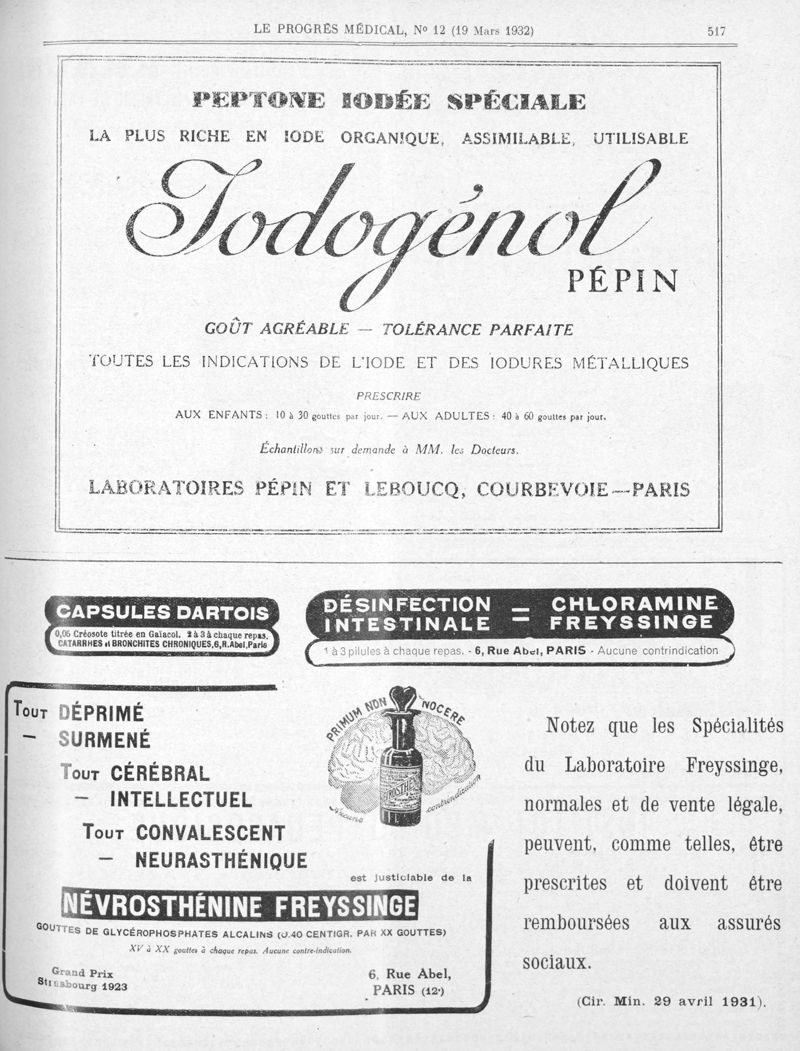 LE PROGRÈS MÉDICAL, No 12 (19 Mars 1932)
517
PEPTONE IODÉE SPÉCIALE
LA PLUS RICHE EN IODE ORGANIQUE, ASSIMILABLE, UTILISABLE
Iodogénol
PÉPIN
GOÛT AGRÉABLE — TOLÉRANCE PARFAITE
TOUTES LES INDICATIONS DE L'IODE ET DES IODURES MÉTALLIQUES
PRESCRIRE
AUX ENFANTS : 10 à 30 gouttes par jour. — AUX ADULTES : 40 à 60 gouttes par jour.
Échantillons sur demande à MM. les Docteurs.
LABORATOIRES PÉPIN ET LEBOUCQ, COURBEVOIE—PARIS
CAPSULES DARTOIS
0,05 Créosote titrée en Gaïacol. 2 à 3 à chaque repas.
CATARRHES et BRONCHITES CHRONIQUES, 6, R. Abel, Paris
DÉSINFECTION INTESTINALE = CHLORAMINE FREYSSINGE
1 à 3 pilules à chaque repas. - 6, Rue Abel, PARIS - Aucune contrindication
TOUT DÉPRIMÉ
— SURMENÉ
TOUT CÉRÉBRAL
— INTELLECTUEL
TOUT CONVALESCENT
— NEURASTHÉNIQUE
PRIMUM NON NOCERE
Aucune contrindication
est justiciable de la
NÉVROSTHÉNINE FREYSSINGE
GOUTTES DE GLYCÉROPHOSPHATES ALCALINS (0.40 CENTIGR. PAR XX GOUTTES)
XV à XX gouttes à chaque repas. Aucune contre-indication.
Grand Prix
Strasbourg 1923
6, Rue Abel,
PARIS (12e)
Notez que les Spécialités
du Laboratoire Freyssinge,
normales et de vente légale,
peuvent, comme telles, être
prescrites et doivent être
remboursées aux assurés
sociaux.
(Cir. Min. 29 avril 1931).